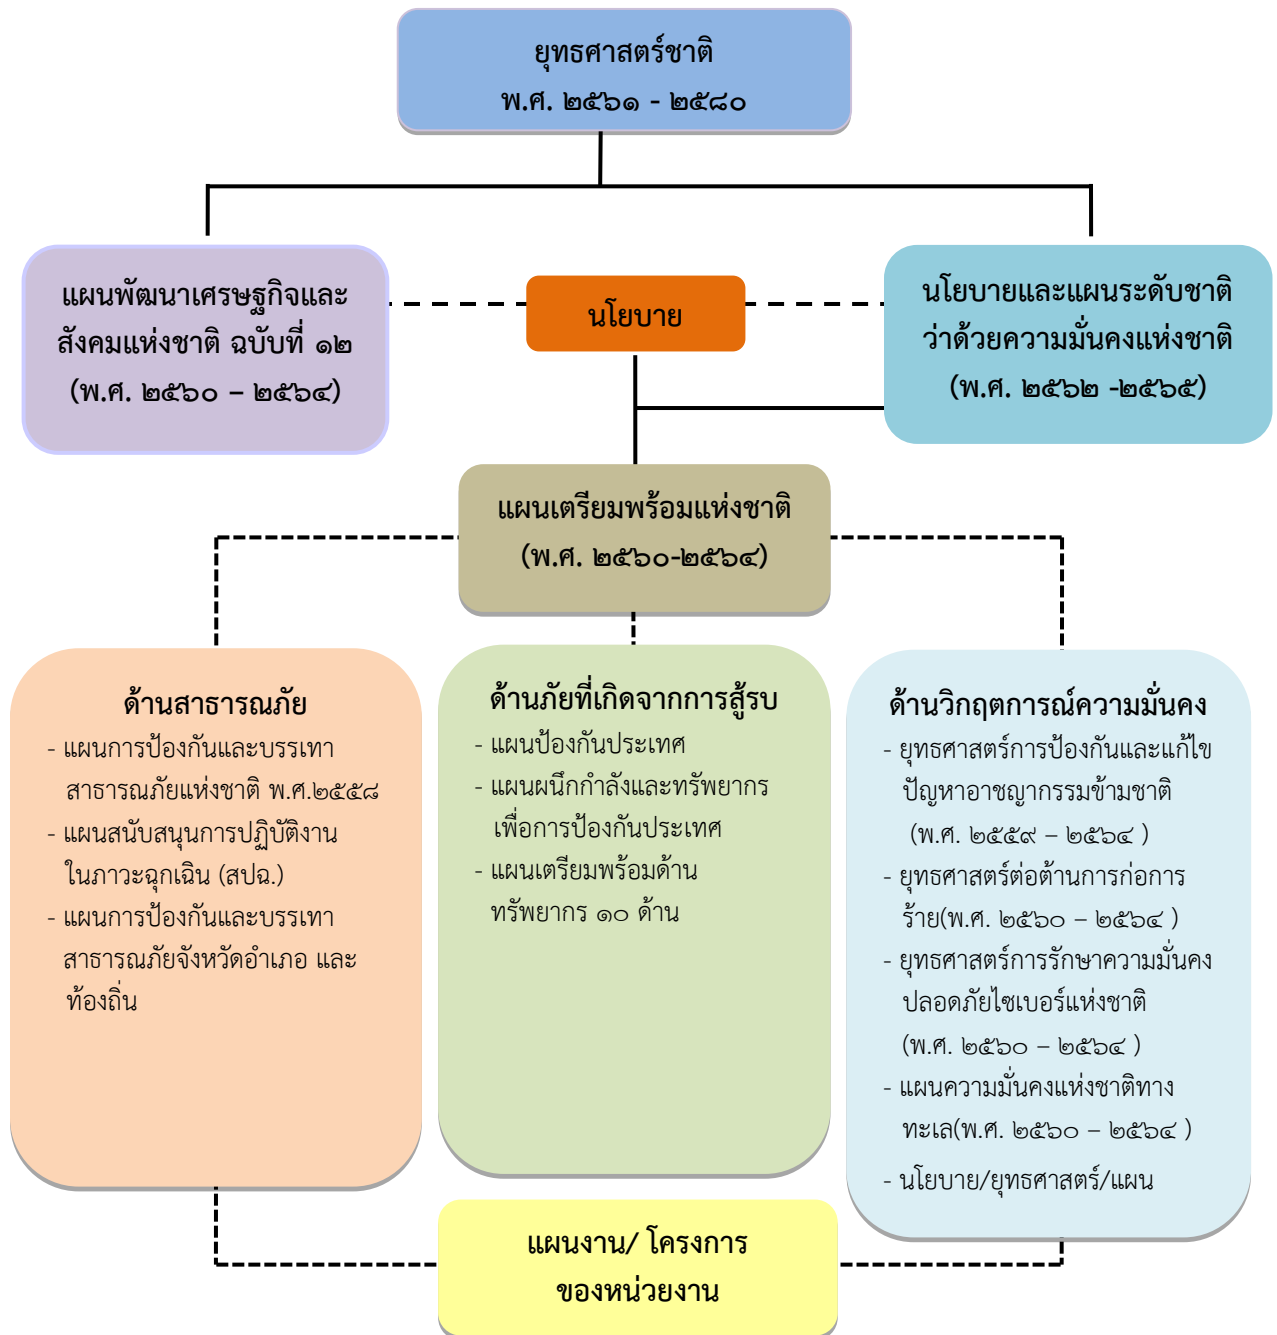 ยุทธศาสตร์ชาติ
พ.ศ. ๒๕๖๑ - ๒๕๘๐
แผนพัฒนาเศรษฐกิจและ
สังคมแห่งชาติ ฉบับที่ ๑๒
(พ.ศ. ๒๕๖๐ – ๒๕๖๔)
นโยบาย
นโยบายและแผนระดับชาติ
ว่าด้วยความมั่นคงแห่งชาติ
(พ.ศ. ๒๕๖๒ -๒๕๖๕)
แผนเตรียมพร้อมแห่งชาติ
(พ.ศ. ๒๕๖๐-๒๕๖๔)
ด้านสาธารณภัย
- แผนการป้องกันและบรรเทา
สาธารณภัยแห่งชาติ พ.ศ.๒๕๕๘
- แผนสนับสนุนการปฏิบัติงาน
ในภาวะฉุกเฉิน (สปฉ.)
- แผนการป้องกันและบรรเทา
สาธารณภัยจังหวัดอำเภอ และ
ท้องถิ่น
ด้านภัยที่เกิดจากการสู้รบ
- แผนป้องกันประเทศ
- แผนผนึกกำลังและทรัพยากร
เพื่อการป้องกันประเทศ
- แผนเตรียมพร้อมด้าน
ทรัพยากร ๑๐ ด้าน
ด้านวิกฤตการณ์ความมั่นคง
- ยุทธศาสตร์การป้องกันและแก้ไข
ปัญหาอาชญากรรมข้ามชาติ
(พ.ศ. ๒๕๕๙ – ๒๕๖๔ )
- ยุทธศาสตร์ต่อต้านการก่อการ
ร้าย(พ.ศ. ๒๕๖๐ – ๒๕๖๔ )
- ยุทธศาสตร์การรักษาความมั่นคง
ปลอดภัยไซเบอร์แห่งชาติ
(พ.ศ. ๒๕๖๐ – ๒๕๖๔ )
- แผนความมั่นคงแห่งชาติทาง
ทะเล(พ.ศ. ๒๕๖๐ – ๒๕๖๔ )
- นโยบาย/ยุทธศาสตร์/แผน
แผนงาน/ โครงการ
ของหน่วยงาน